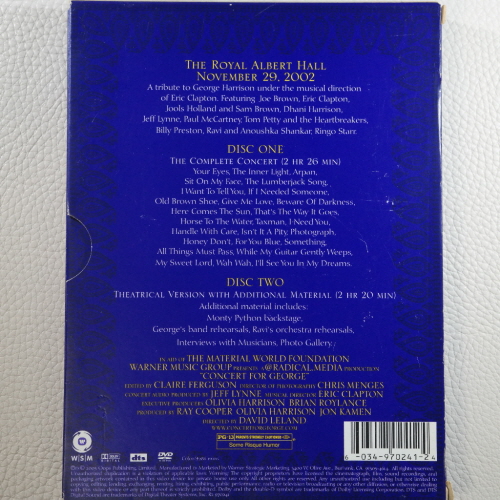 THE ROYAL ALBERT HALL
NOVEMBER 29, 2002
A tribute to George Harrison under the musical direction
of Eric Clapton. Featuring Joe Brown, Eric Clapton,
Jools Holland and Sam Brown, Dhani Harrison,
Jeff Lynne, Paul McCartney, Tom Petty and the Heartbreakers,
Billy Preston, Ravi and Anoushka Shankar, Ringo Starr.
DISC ONE
THE COMPLETE CONCERT (2 HR 26 MIN)
Your Eyes, The Inner Light, Arpan,
Sit On My Face, The Lumberjack Song,
I Want To Tell You, If I Needed Someone,
Old Brown Shoe, Give Me Love, Beware Of Darkness,
Here Comes The Sun, That's The Way It Goes,
Horse To The Water, Taxman, I Need You,
Handle With Care, Isn't It A Pity, Photograph,
Honey Don't, For You Blue, Something,
All Things Must Pass, While My Guitar Gently Weeps,
My Sweet Lord, Wah Wah, I'll See You In My Dreams.
DISC TWO
THEATRICAL VERSION WITH ADDITIONAL MATERIAL (2 HR 20 MIN)
Additional material includes:
Monty Python backstage,
George's band rehearsals, Ravi's orchestra rehearsals,
Interviews with Musicians, Photo Gallery.
IN AID OF THE MATERIAL WORLD FOUNDATION
WARNER MUSIC GROUP PRESENTS A @RADICAL.MEDIA PRODUCTION
"CONCERT FOR GEORGE"
EDITED BY CLAIRE FERGUSON DIRECTOR OF PHOTOGRAPHY CHRIS MENGES
CONCERT AUDIO PRODUCED BY JEFF LYNNE MUSICAL DIRECTOR ERIC CLAPTON
EXECUTIVE PRODUCERS OLIVIA HARRISON BRIAN ROYLANCE
PRODUCED BY RAY COOPER OLIVIA HARRISON JON KAMEN
DIRECTED BY DAVID LELAND
WWW.CONCERTFORGEORGE.COM
PG-13 PARENTS STRONGLY CAUTIONED
Some Risque Humor
WSM
DVD
6 034-970241-2 4